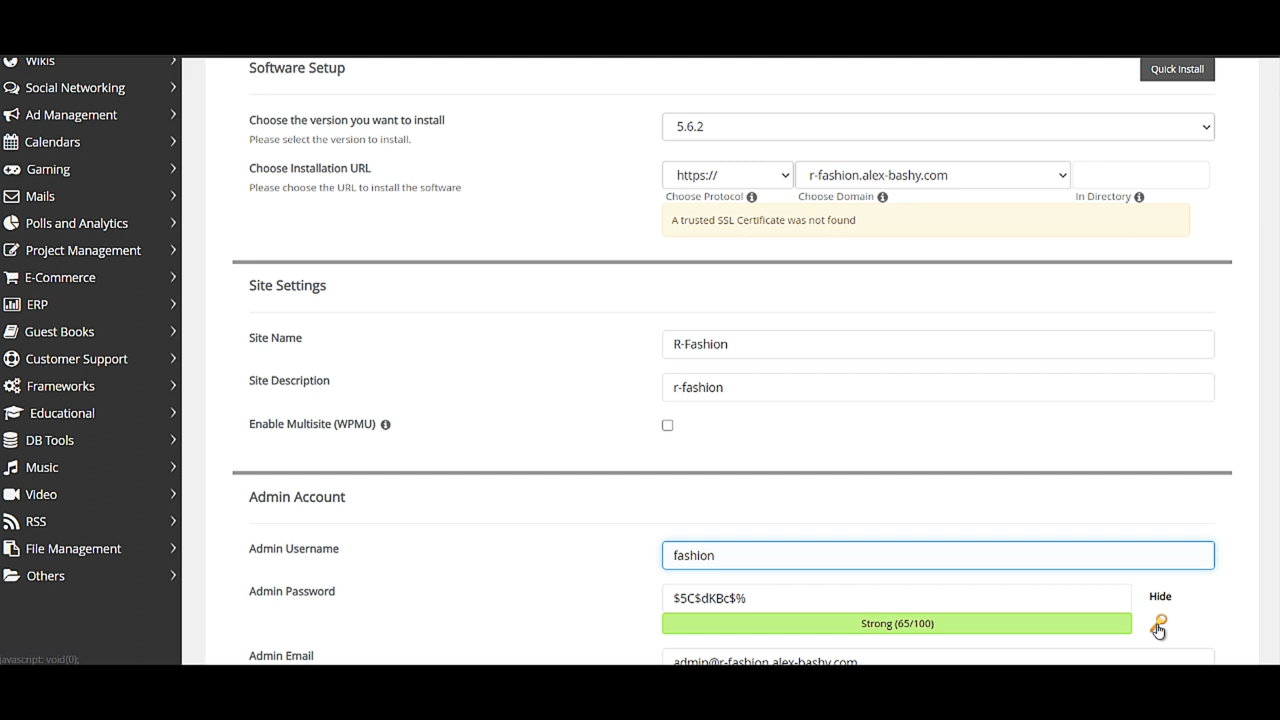 Wikis
Social Networking
Ad Management
Calendars
Gaming
Mails
Polls and Analytics
Project Management
E-Commerce
ERP
Guest Books
Customer Support
Frameworks
Educational
DB Tools
Music
Video
RSS
File Management
Others
javascript: void(0);
Software Setup
Quick Install
Choose the version you want to install
Please select the version to install.
5.6.2
Choose Installation URL
Please choose the URL to install the software
https://
r-fashion.alex-bashy.com
Choose Protocol
Choose Domain
In Directory
A trusted SSL Certificate was not found
Site Settings
Site Name
R-Fashion
Site Description
r-fashion
Enable Multisite (WPMU)
Admin Account
Admin Username
fashion
Admin Password
$5C$dKBc$%
Hide
Strong (65/100)
Admin Email
admin@r-fashion.alex-bashy.com